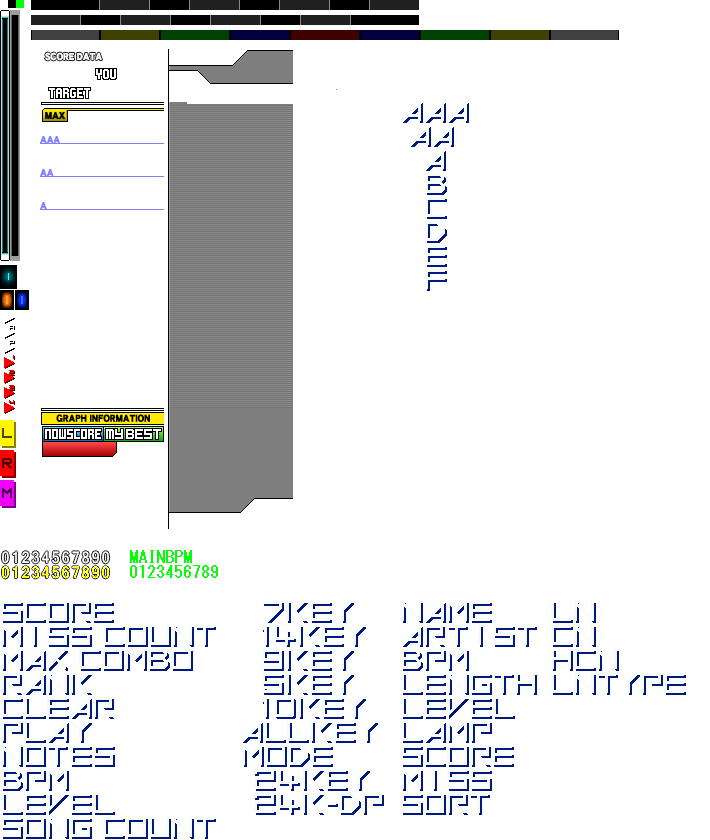 SCORE DATA
YOU
TARGET
MAX
AAA
AA
A
AAA
AA
A
B
C
D
E
F
GRAPH INFORMATION
NOWSCORE MY BEST
L
R
M
01234567890 MAINBPM
01234567890 0123456789
SCORE 7KEY NAME LN
MISS COUNT 14KEY ARTIST CN
MAX COMBO 9KEY BPM HCN
RANK 5KEY LENGTH LNTYPE
CLEAR 10KEY LEVEL
PLAY ALLKEY LAMP
NOTES MODE SCORE
BPM 24KEY MISS
LEVEL 24K-DP SORT
SONG COUNT